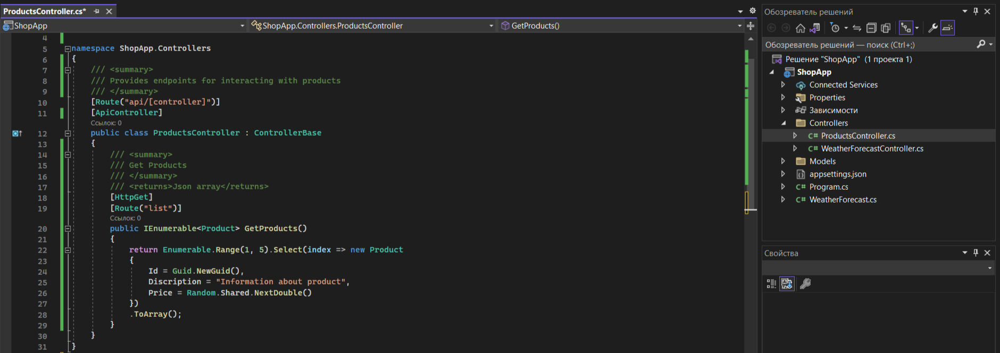 ProductsController.cs*
ShopApp
ShopApp.Controllers.ProductsController
GetProducts()
4
5 namespace ShopApp.Controllers
6 {
7 /// <summary>
8 /// Provides endpoints for interacting with products
9 /// </summary>
10 [Route("api/[controller]")]
11 [ApiController]
Ссылок: 0
12 public class ProductsController : ControllerBase
13 {
14 /// <summary>
15 /// Get Products
16 /// </summary>
17 /// <returns>Json array</returns>
18 [HttpGet]
19 [Route("list")]
Ссылок: 0
20 public IEnumerable<Product> GetProducts()
21 {
22 return Enumerable.Range(1, 5).Select(index => new Product
23 {
24 Id = Guid.NewGuid(),
25 Discription = "Information about product",
26 Price = Random.Shared.NextDouble()
27 })
28 .ToArray();
29 }
30 }
31 }
Обозреватель решений
Обозреватель решений — поиск (Ctrl+;)
Решение "ShopApp" (1 проекта 1)
ShopApp
Connected Services
Properties
Зависимости
Controllers
C# ProductsController.cs
C# WeatherForecastController.cs
Models
appsettings.json
C# Program.cs
C# WeatherForecast.cs
Свойства